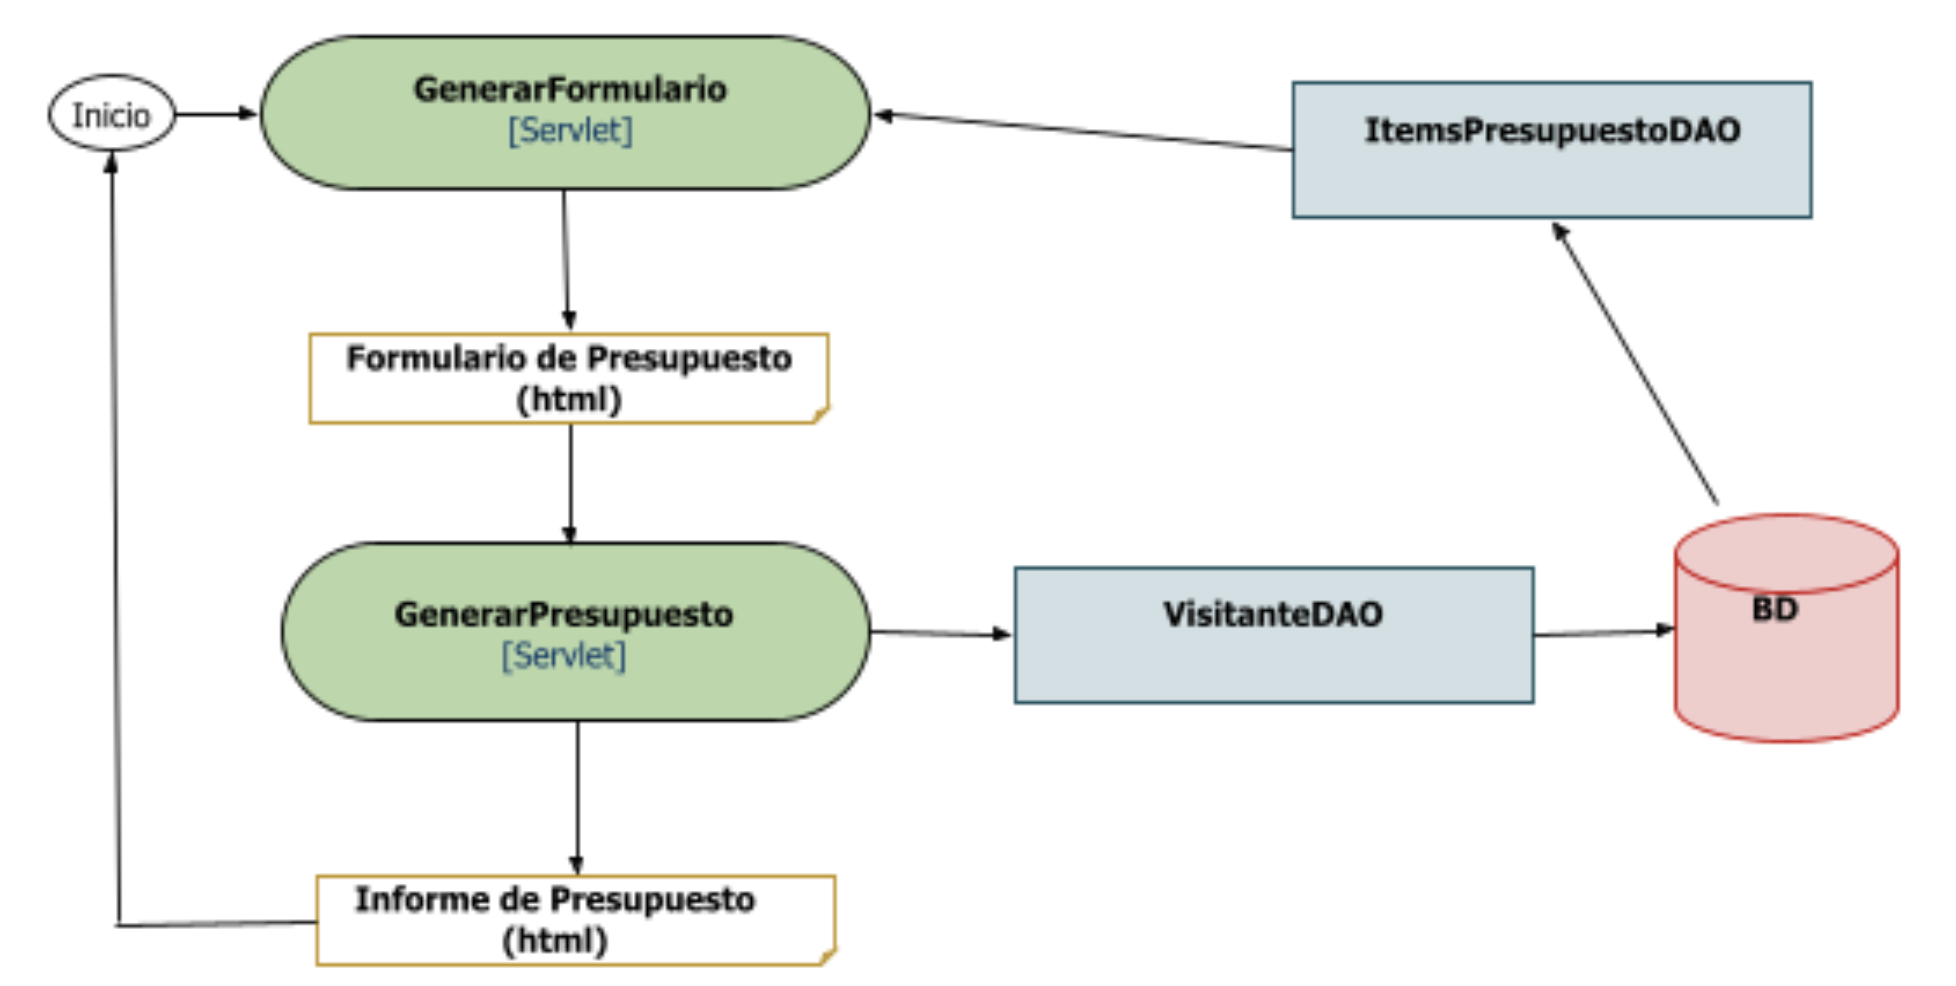 Inicio
GenerarFormulario
[Servlet]
ItemsPresupuestoDAO
Formulario de Presupuesto
(html)
GenerarPresupuesto
[Servlet]
VisitanteDAO
BD
Informe de Presupuesto
(html)